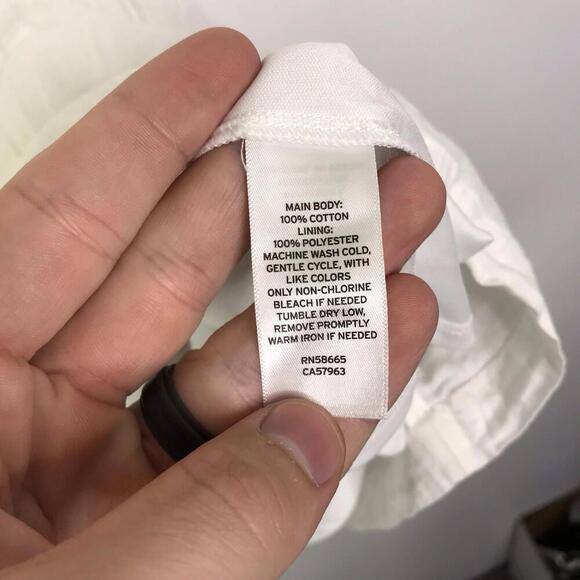 MAIN BODY:
100% COTTON
LINING:
100% POLYESTER
MACHINE WASH COLD,
GENTLE CYCLE, WITH
LIKE COLORS
ONLY NON-CHLORINE
BLEACH IF NEEDED
TUMBLE DRY LOW,
REMOVE PROMPTLY
WARM IRON IF NEEDED
RN58665
CA57963